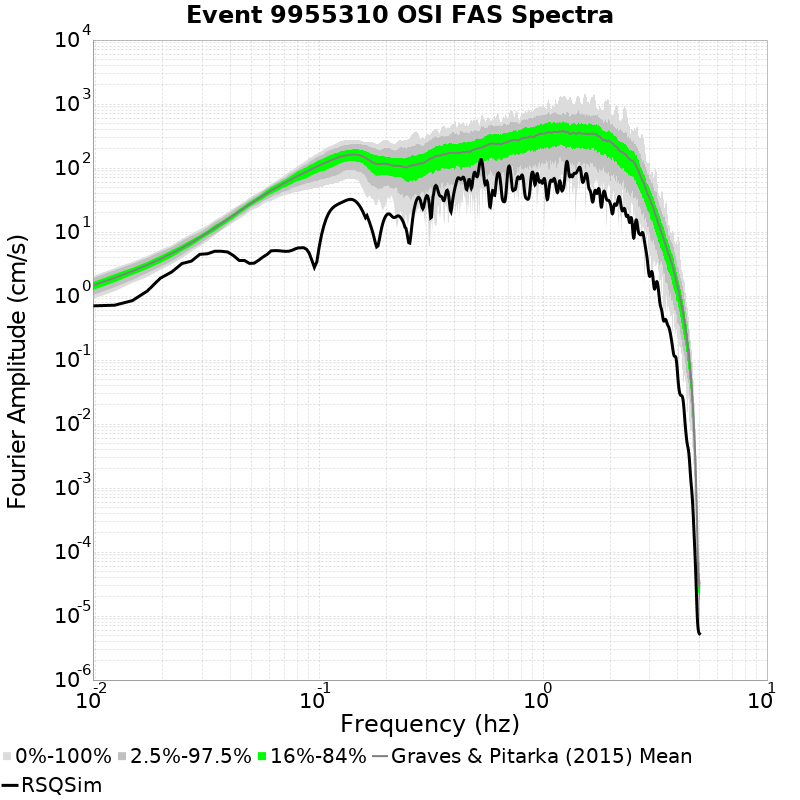 Event 9955310 OSI FAS Spectra
Fourier Amplitude (cm/s)
10^4
10^3
10^2
10^1
10^0
10^-1
10^-2
10^-3
10^-4
10^-5
10^-6
10^-2 10^-1 10^0 10^1
Frequency (hz)
0%-100% 2.5%-97.5% 16%-84% Graves & Pitarka (2015) Mean
RSQSim